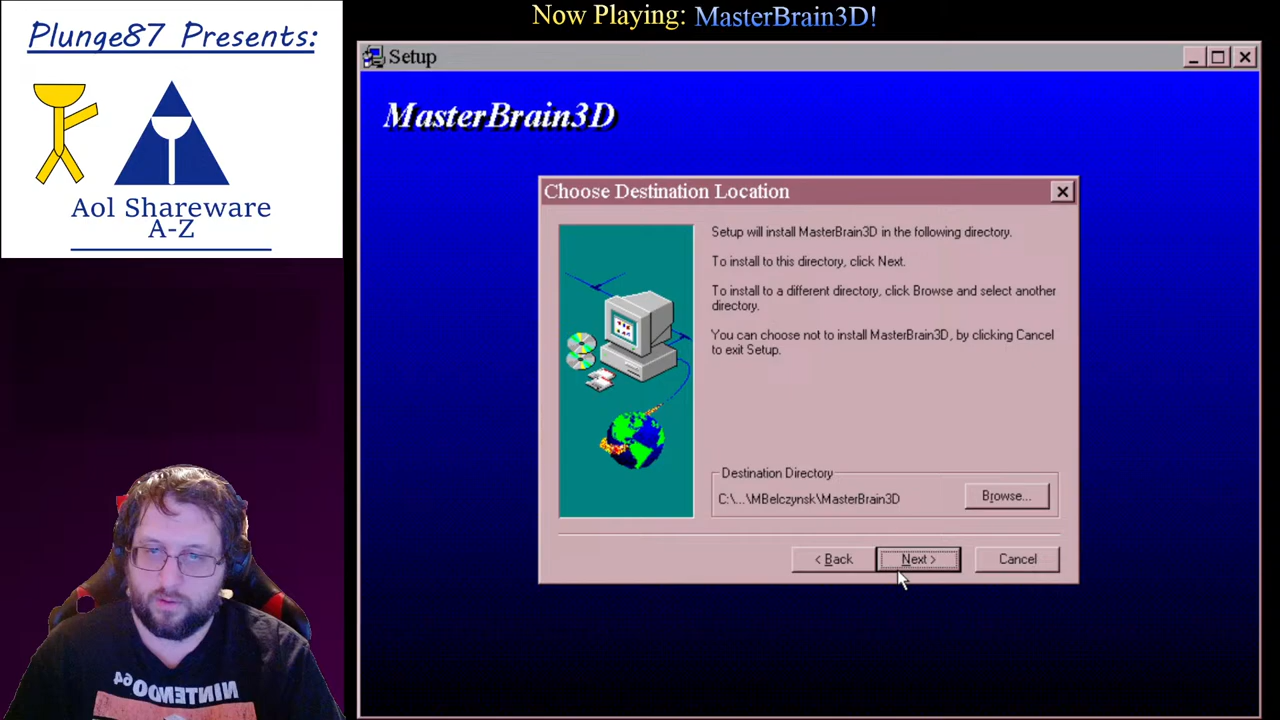 Now Playing: MasterBrain3D!
Plunge87 Presents:
Aol Shareware
A-Z
Setup
MasterBrain3D
Choose Destination Location
Setup will install MasterBrain3D in the following directory.
To install to this directory, click Next.
To install to a different directory, click Browse and select another
directory.
You can choose not to install MasterBrain3D, by clicking Cancel
to exit Setup.
Destination Directory
C:\...\MBelczynsk\MasterBrain3D
Browse...
< Back
Next >
Cancel
NINTENDO64